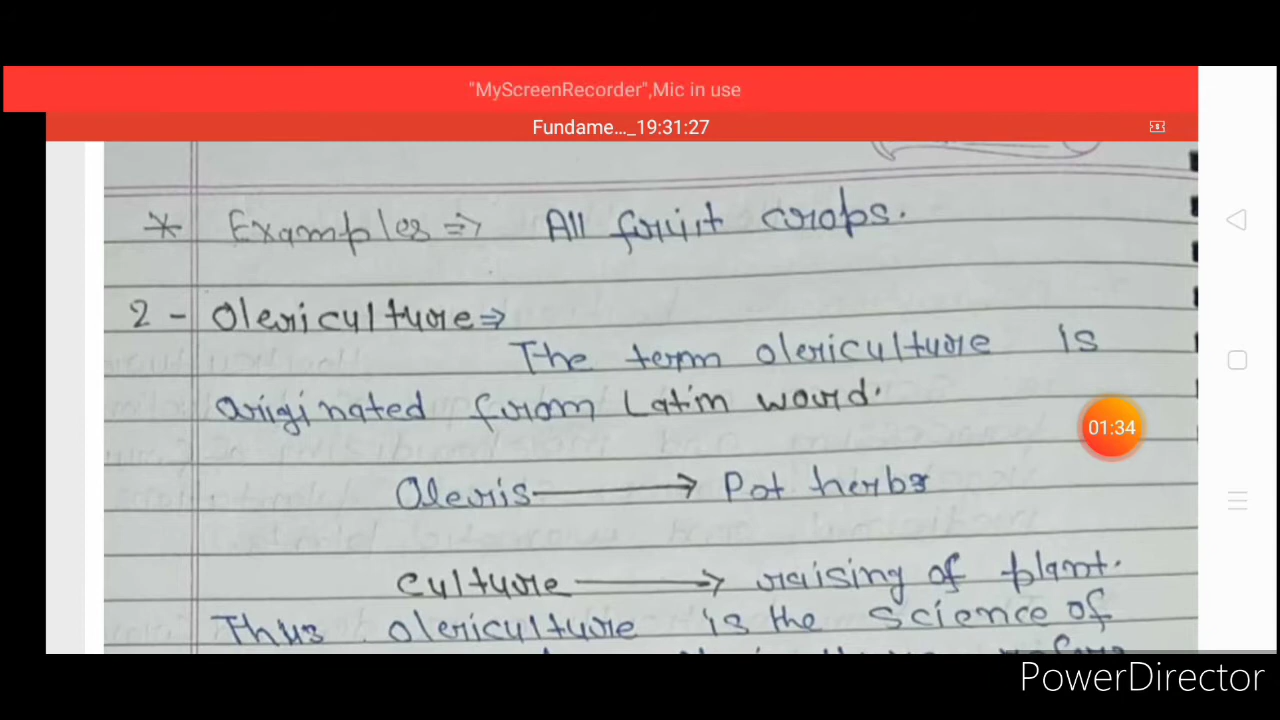 "MyScreenRecorder",Mic in use
Fundame..._19:31:27
* Examples ⇒ All fruit crops.
2 - Olericulture ⇒
The term olericulture is
originated from Latin word.
01:34
Oleris ⟶ Pot herbs
culture ⟶ raising of plant.
Thus olericulture is the science of
PowerDirector